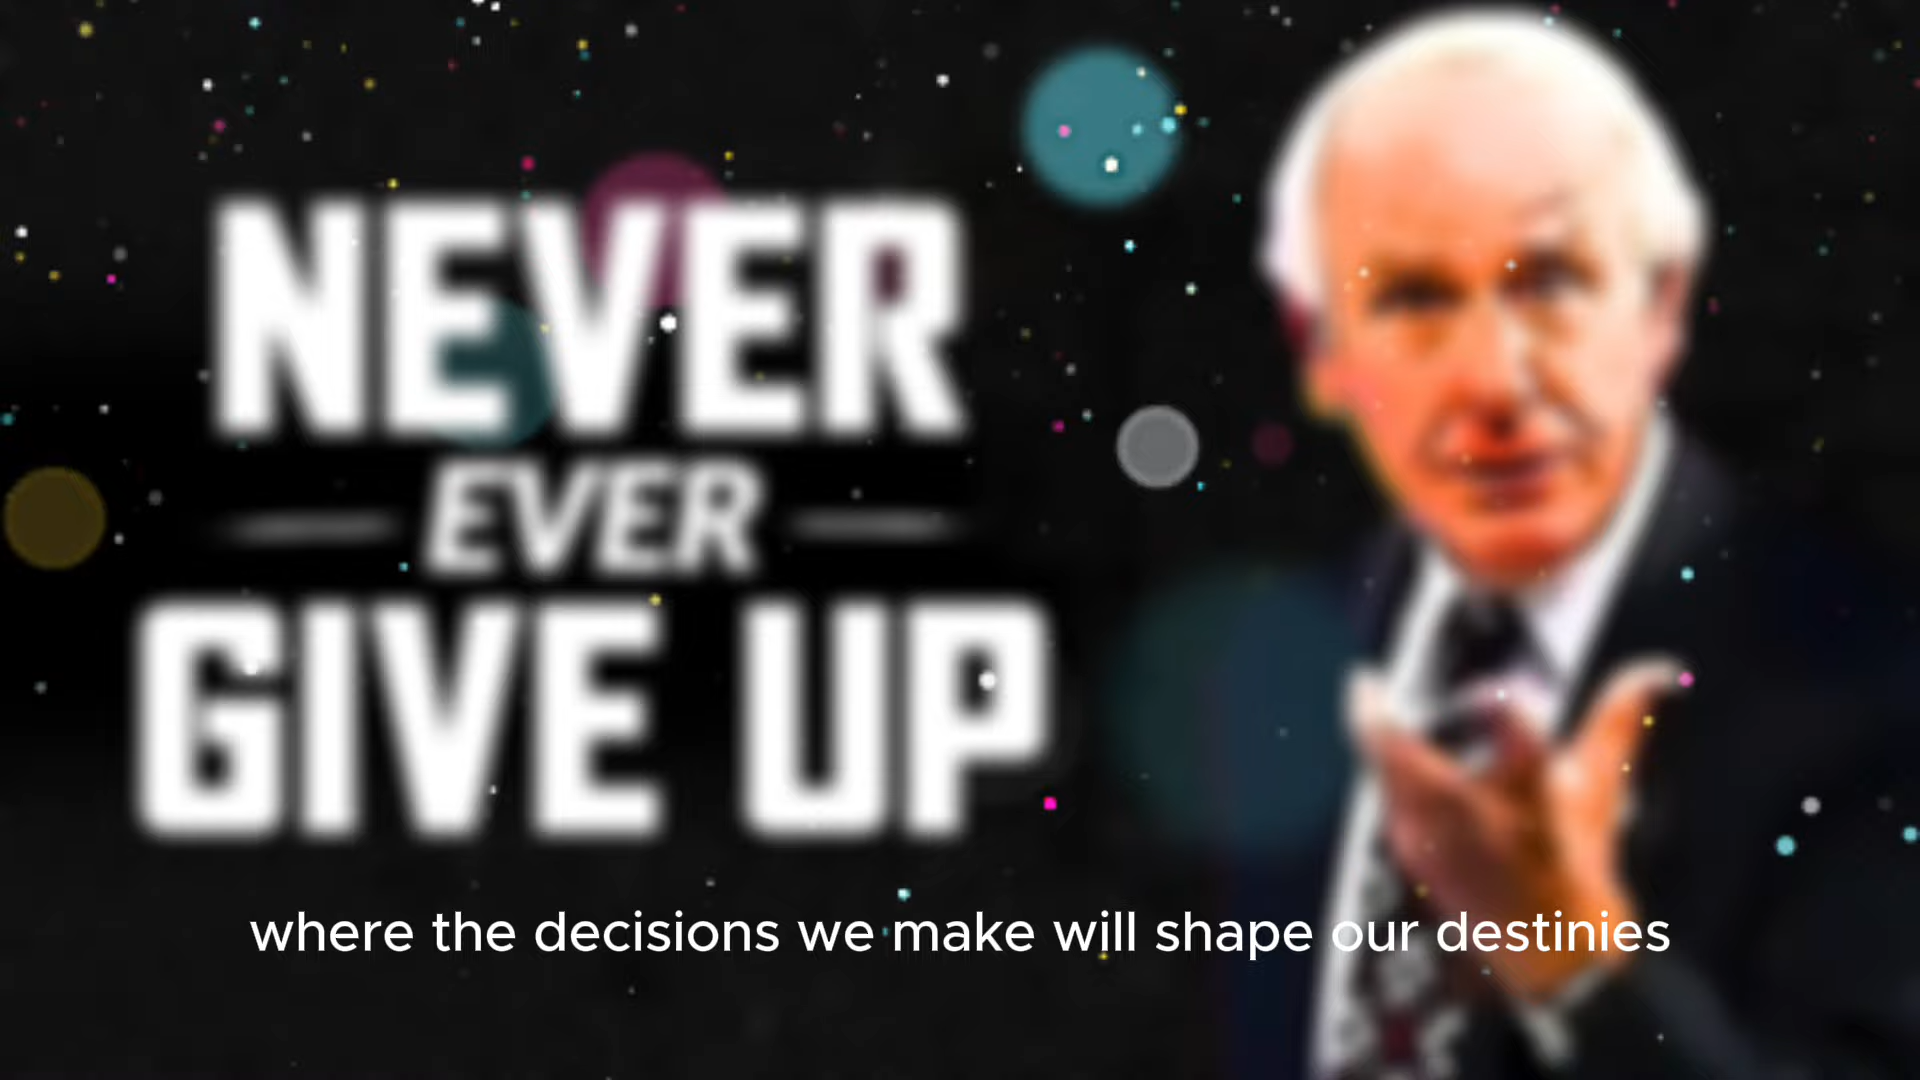 NEVER
EVER
GIVE UP
where the decisions we make will shape our destinies